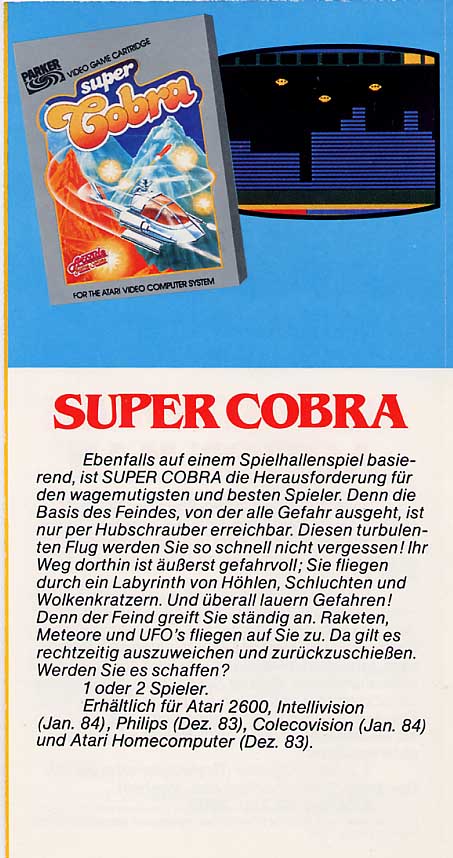 PARKER
VIDEO GAME CARTRIDGE
super
Cobra
FOR THE ATARI VIDEO COMPUTER SYSTEM
SUPER COBRA
Ebenfalls auf einem Spielhallenspiel basie-
rend, ist SUPER COBRA die Herausforderung für
den wagemutigsten und besten Spieler. Denn die
Basis des Feindes, von der alle Gefahr ausgeht, ist
nur per Hubschrauber erreichbar. Diesen turbulen-
ten Flug werden Sie so schnell nicht vergessen! Ihr
Weg dorthin ist äußerst gefahrvoll; Sie fliegen
durch ein Labyrinth von Höhlen, Schluchten und
Wolkenkratzern. Und überall lauern Gefahren!
Denn der Feind greift Sie ständig an. Raketen,
Meteore und UFO's fliegen auf Sie zu. Da gilt es
rechtzeitig auszuweichen und zurückzuschießen.
Werden Sie es schaffen?
1 oder 2 Spieler.
Erhältlich für Atari 2600, Intellivision
(Jan. 84), Philips (Dez. 83), Colecovision (Jan. 84)
und Atari Homecomputer (Dez. 83).